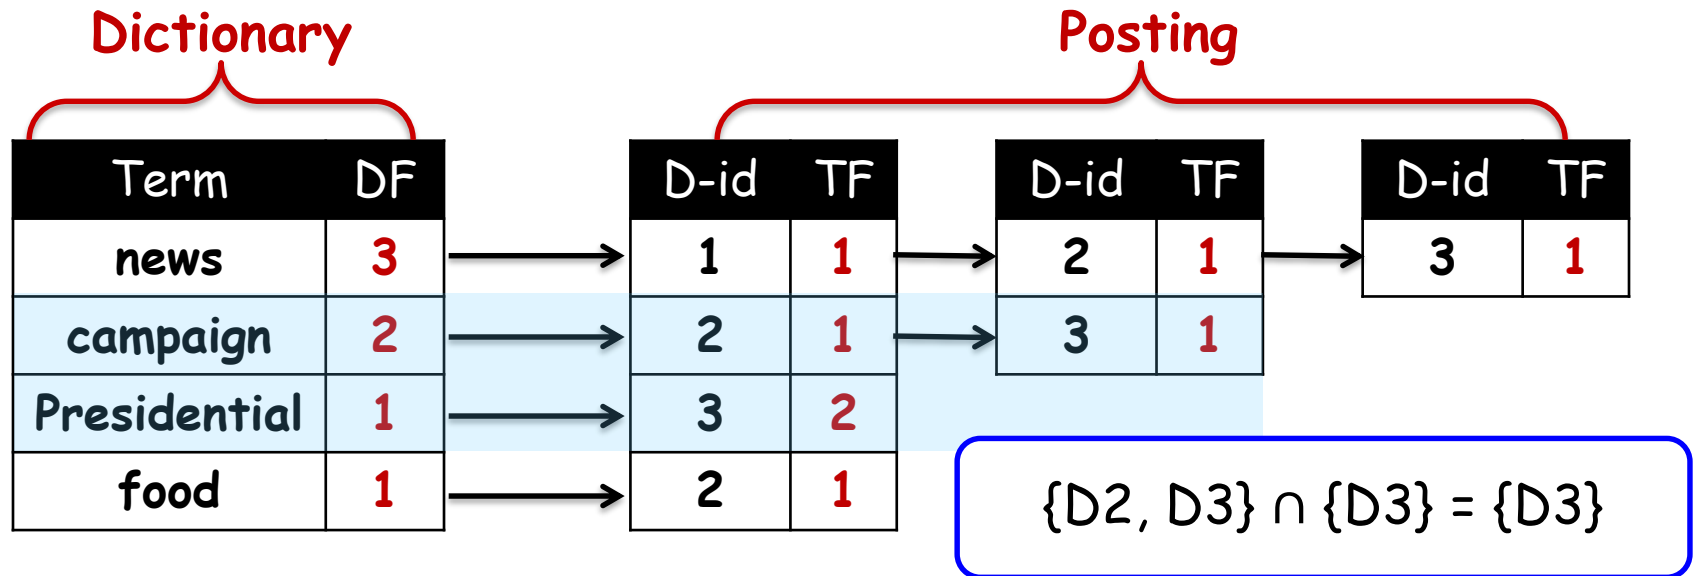 Dictionary Posting
Term DF D-id TF D-id TF D-id TF
news 3 1 1 2 1 3 1
campaign 2 2 1 3 1
Presidential 1 3 2
food 1 2 1
{D2, D3} ∩ {D3} = {D3}